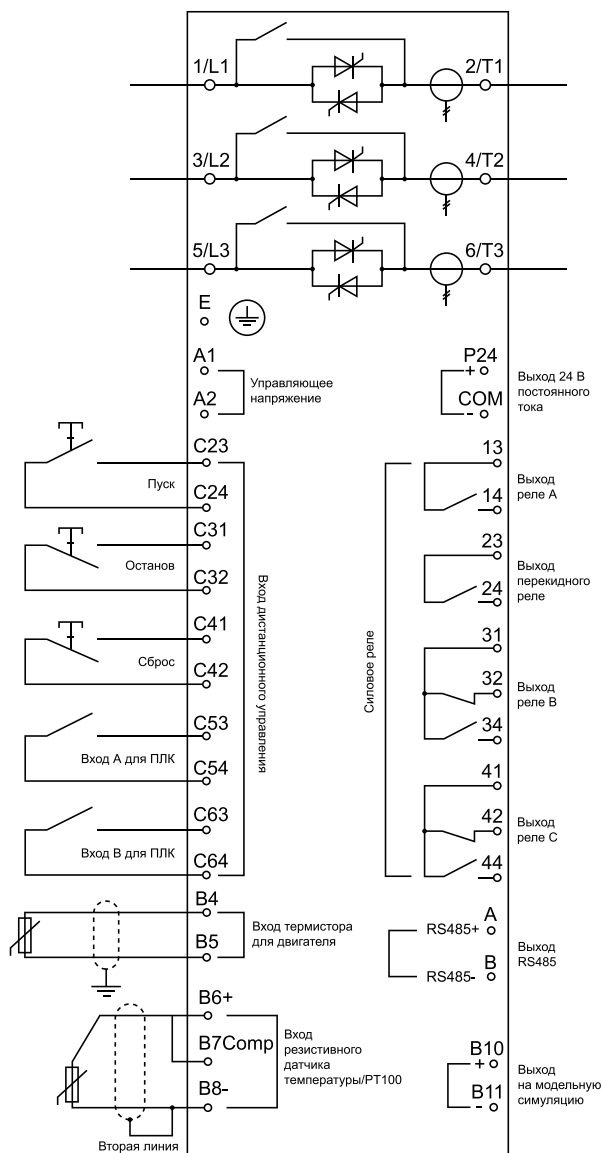 1/L1
2/T1
3/L2
4/T2
5/L3
6/T3
E
A1
A2
Управляющее
напряжение
P24
+
COM
-
Выход 24 В
постоянного
тока
C23
Пуск
C24
C31
Останов
C32
C41
Сброс
C42
C53
Вход А для ПЛК
C54
C63
Вход В для ПЛК
C64
Вход дистанционного управления
Силовое реле
13
14
Выход
реле А
23
24
Выход
перекидного
реле
31
32
34
Выход
реле В
41
42
44
Выход
реле С
B4
B5
Вход термистора
для двигателя
RS485+
A
RS485-
B
Выход
RS485
B6+
B7Comp
B8-
Вход
резистивного
датчика
температуры/PT100
Вторая линия
B10
+
B11
-
Выход
на модельную
симуляцию